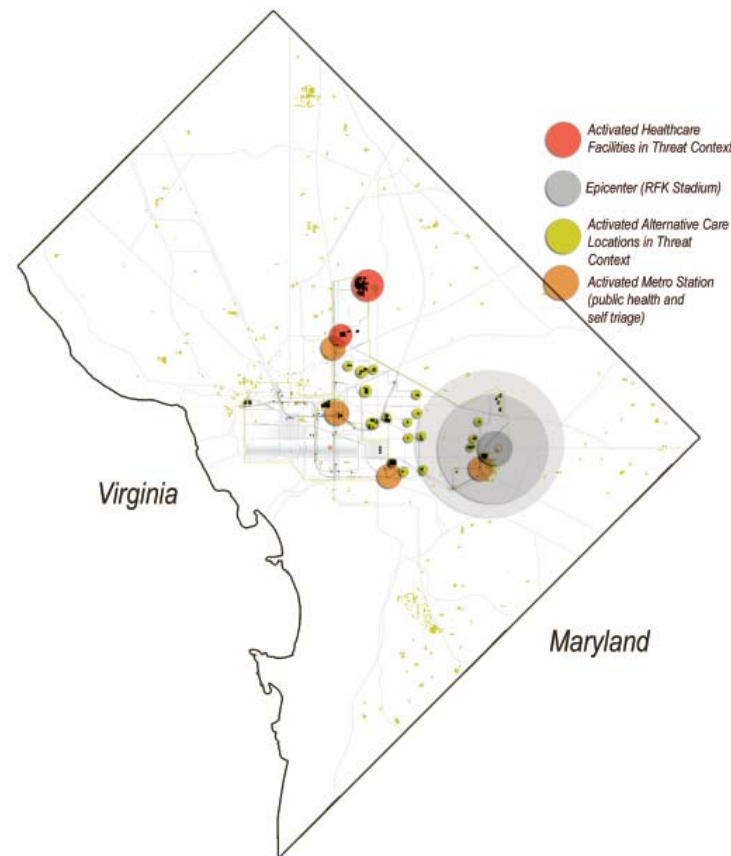 Activated Healthcare
Facilities in Threat Context
Epicenter (RFK Stadium)
Activated Alternative Care
Locations in Threat
Context
Activated Metro Station
(public health and
self triage)
Virginia
Maryland